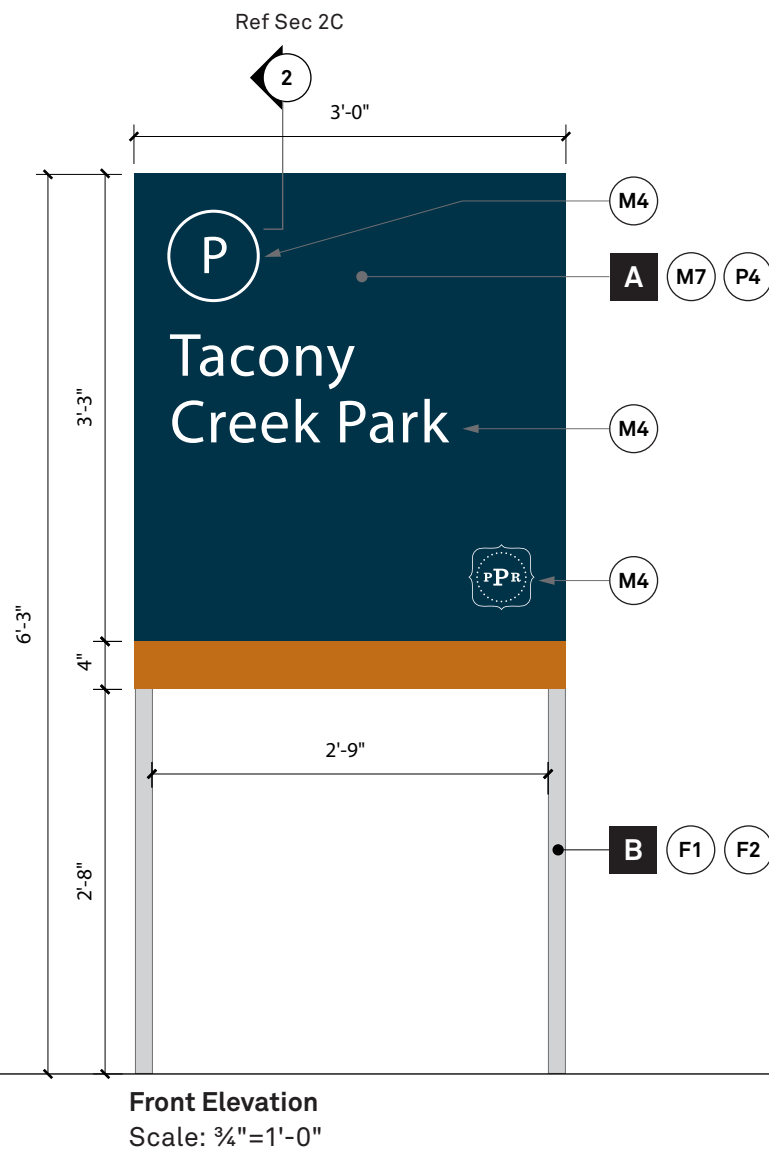 Ref Sec 2C
2
3'-0"
M4
P
A M7 P4
Tacony
Creek Park
3'-3"
M4
PPR
M4
6'-3"
4"
2'-9"
B F1 F2
2'-8"
Front Elevation
Scale: ¾"=1'-0"